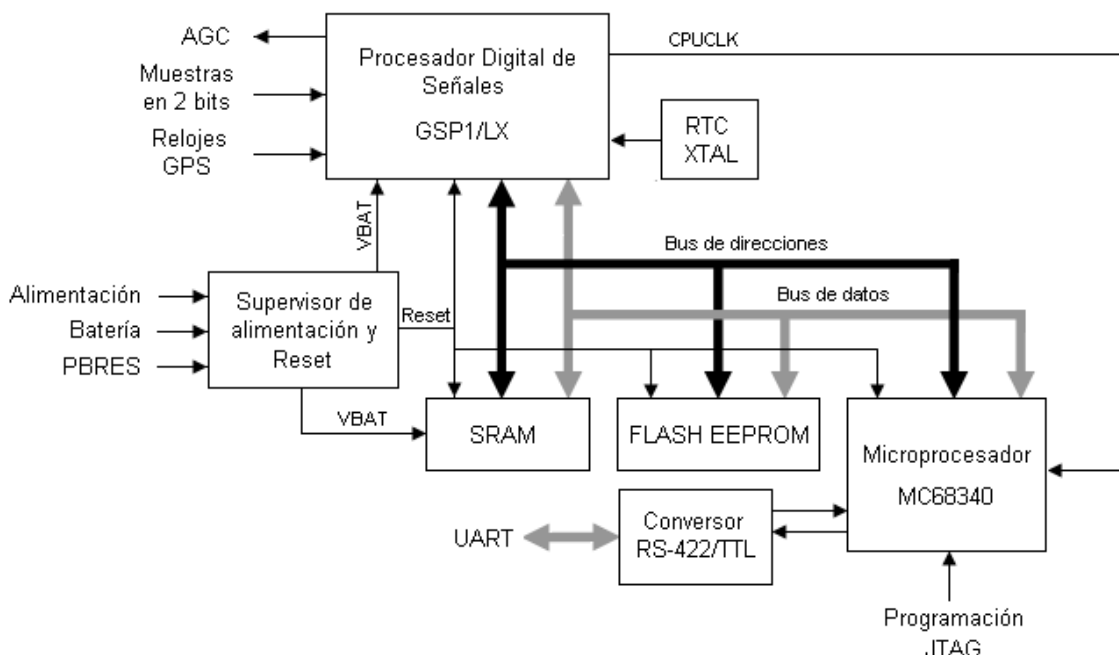 AGC
Muestras
en 2 bits
Relojes
GPS
Procesador Digital de
Señales
GSP1/LX
CPUCLK
RTC
XTAL
VBAT
Bus de direcciones
Bus de datos
Alimentación
Batería
PBRES
Supervisor de
alimentación y
Reset
Reset
VBAT
SRAM
FLASH EEPROM
Microprocesador
MC68340
UART
Conversor
RS-422/TTL
Programación
JTAG